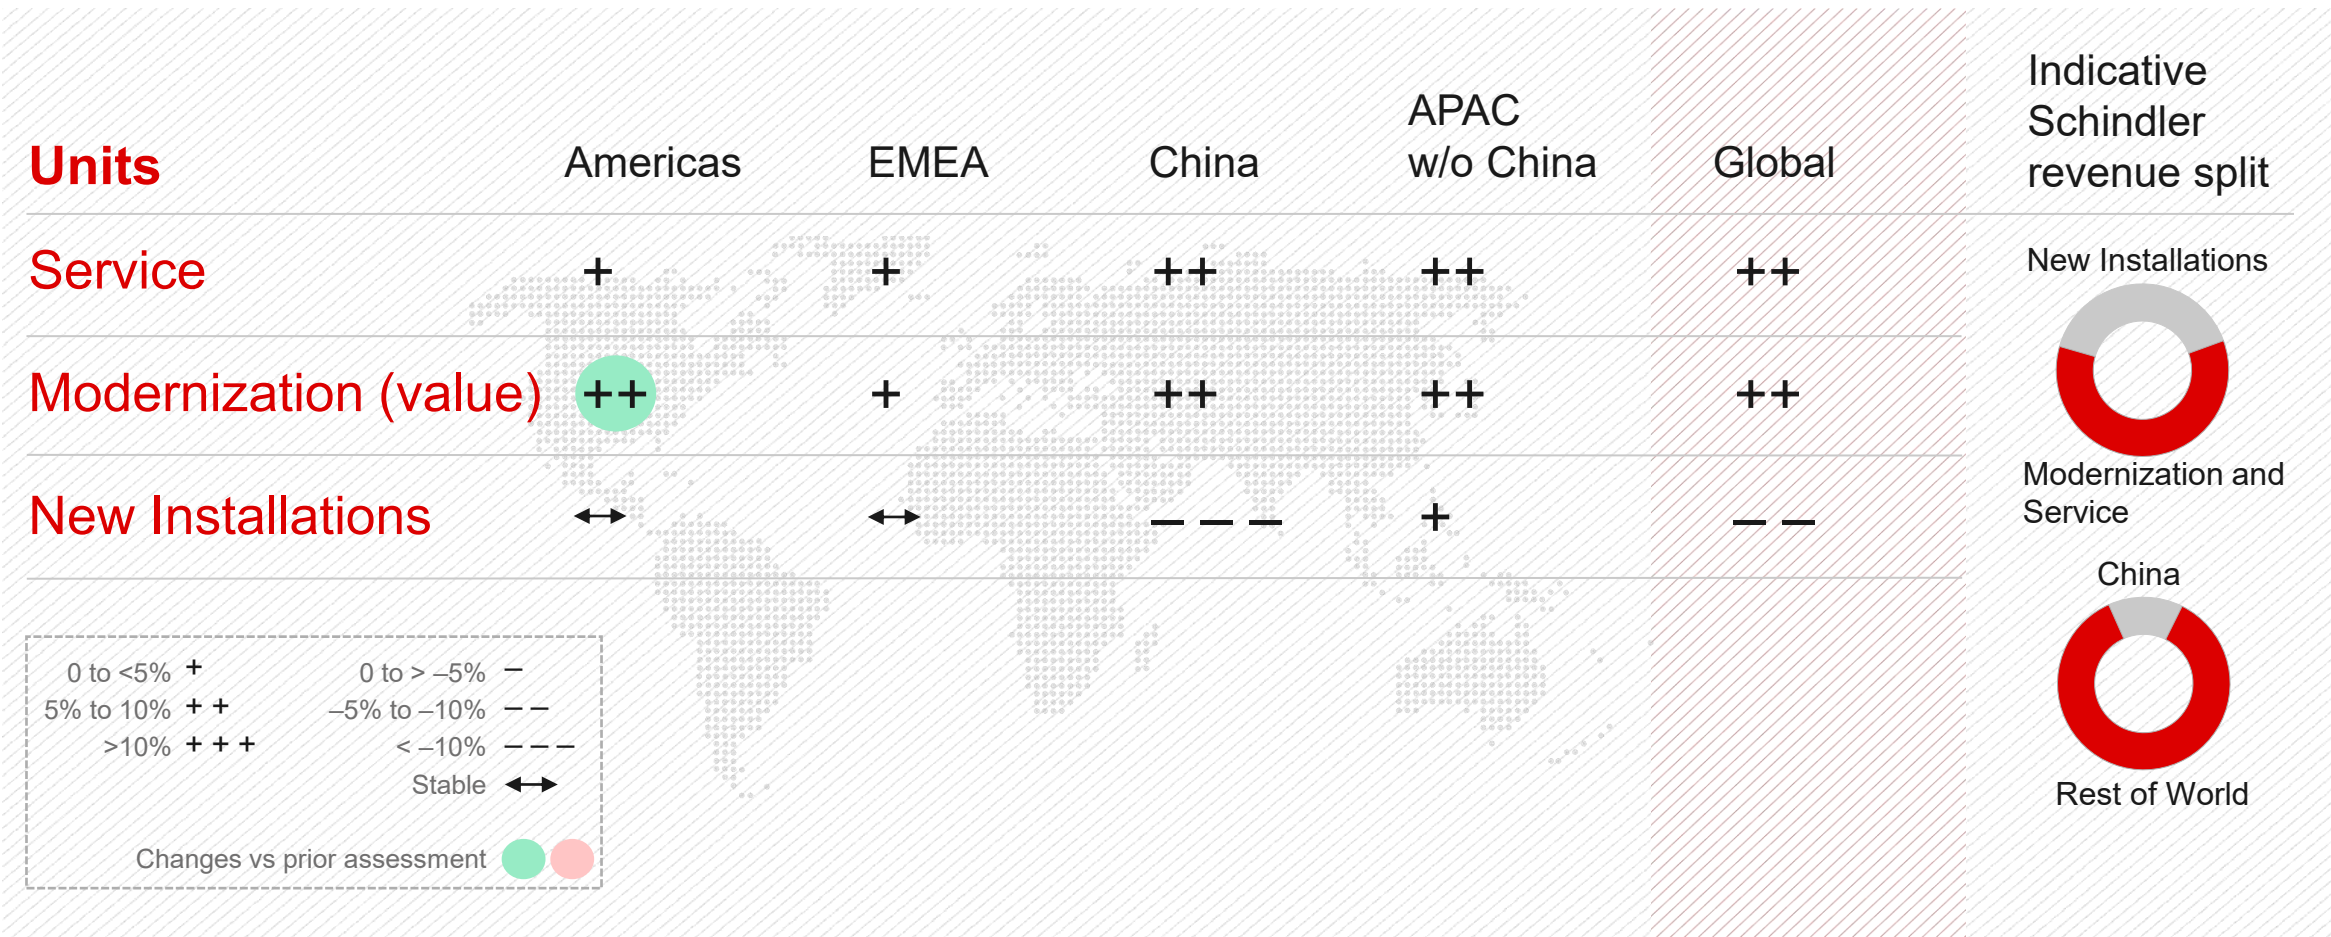 Units
Americas
EMEA
China
APAC
w/o China
Global
Indicative
Schindler
revenue split
Service
+
+
++
++
++
Modernization (value)
++
+
++
++
++
New Installations
↔
↔
– – –
+
– –
New Installations
Modernization and
Service
China
Rest of World
0 to <5% +
5% to 10% + +
>10% + + +
0 to > –5% –
–5% to –10% – –
< –10% – – –
Stable ↔
Changes vs prior assessment